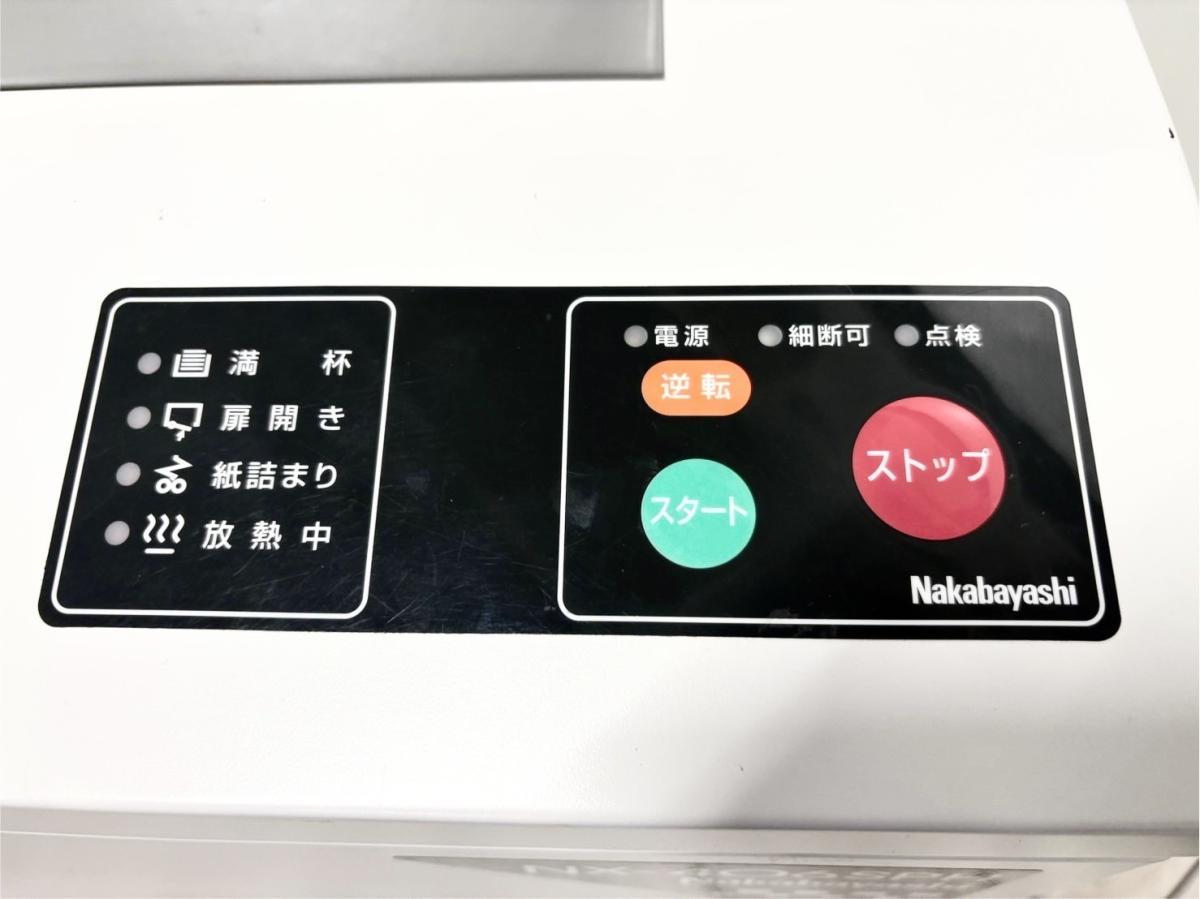 満 杯
扉開き
紙詰まり
放熱中
電源 細断可 点検
逆転
スタート
ストップ
Nakabayashi